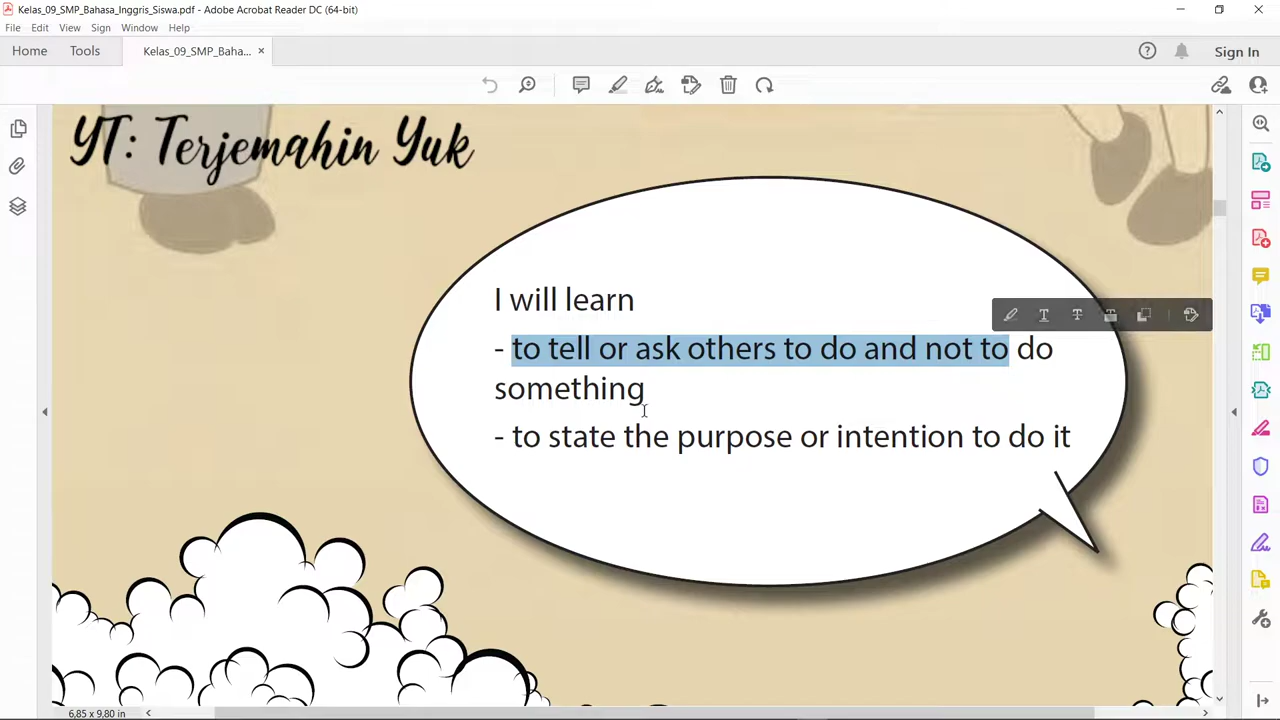 Kelas_09_SMP_Bahasa_Inggris_Siswa.pdf - Adobe Acrobat Reader DC (64-bit)
File Edit View Sign Window Help
Home Tools Kelas_09_SMP_Baha... Sign In
YT: Terjemahin Yuk
I will learn
- to tell or ask others to do and not to do
something
- to state the purpose or intention to do it
6,85 x 9,80 in